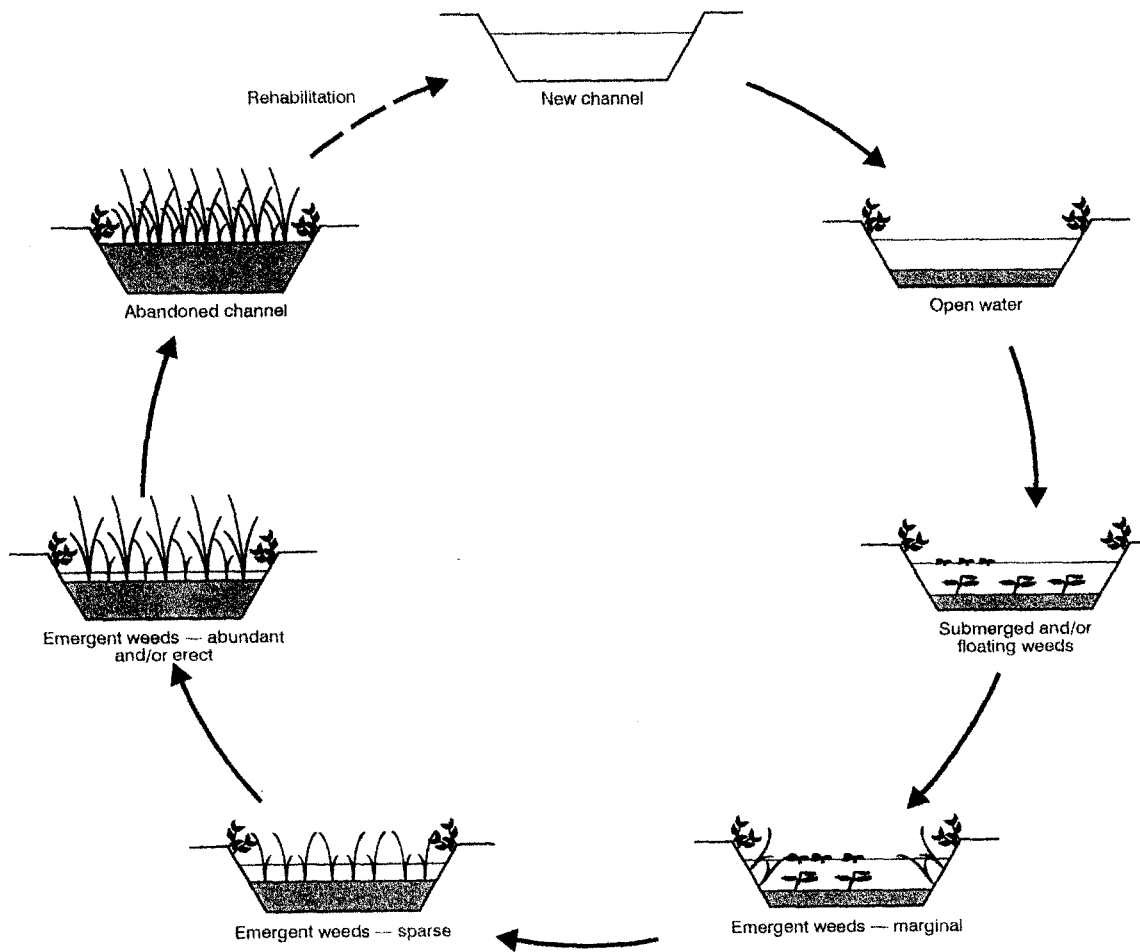 New channel
Rehabilitation
Open water
Submerged and/or
floating weeds
Emergent weeds — marginal
Emergent weeds — sparse
Emergent weeds — abundant
and/or erect
Abandoned channel